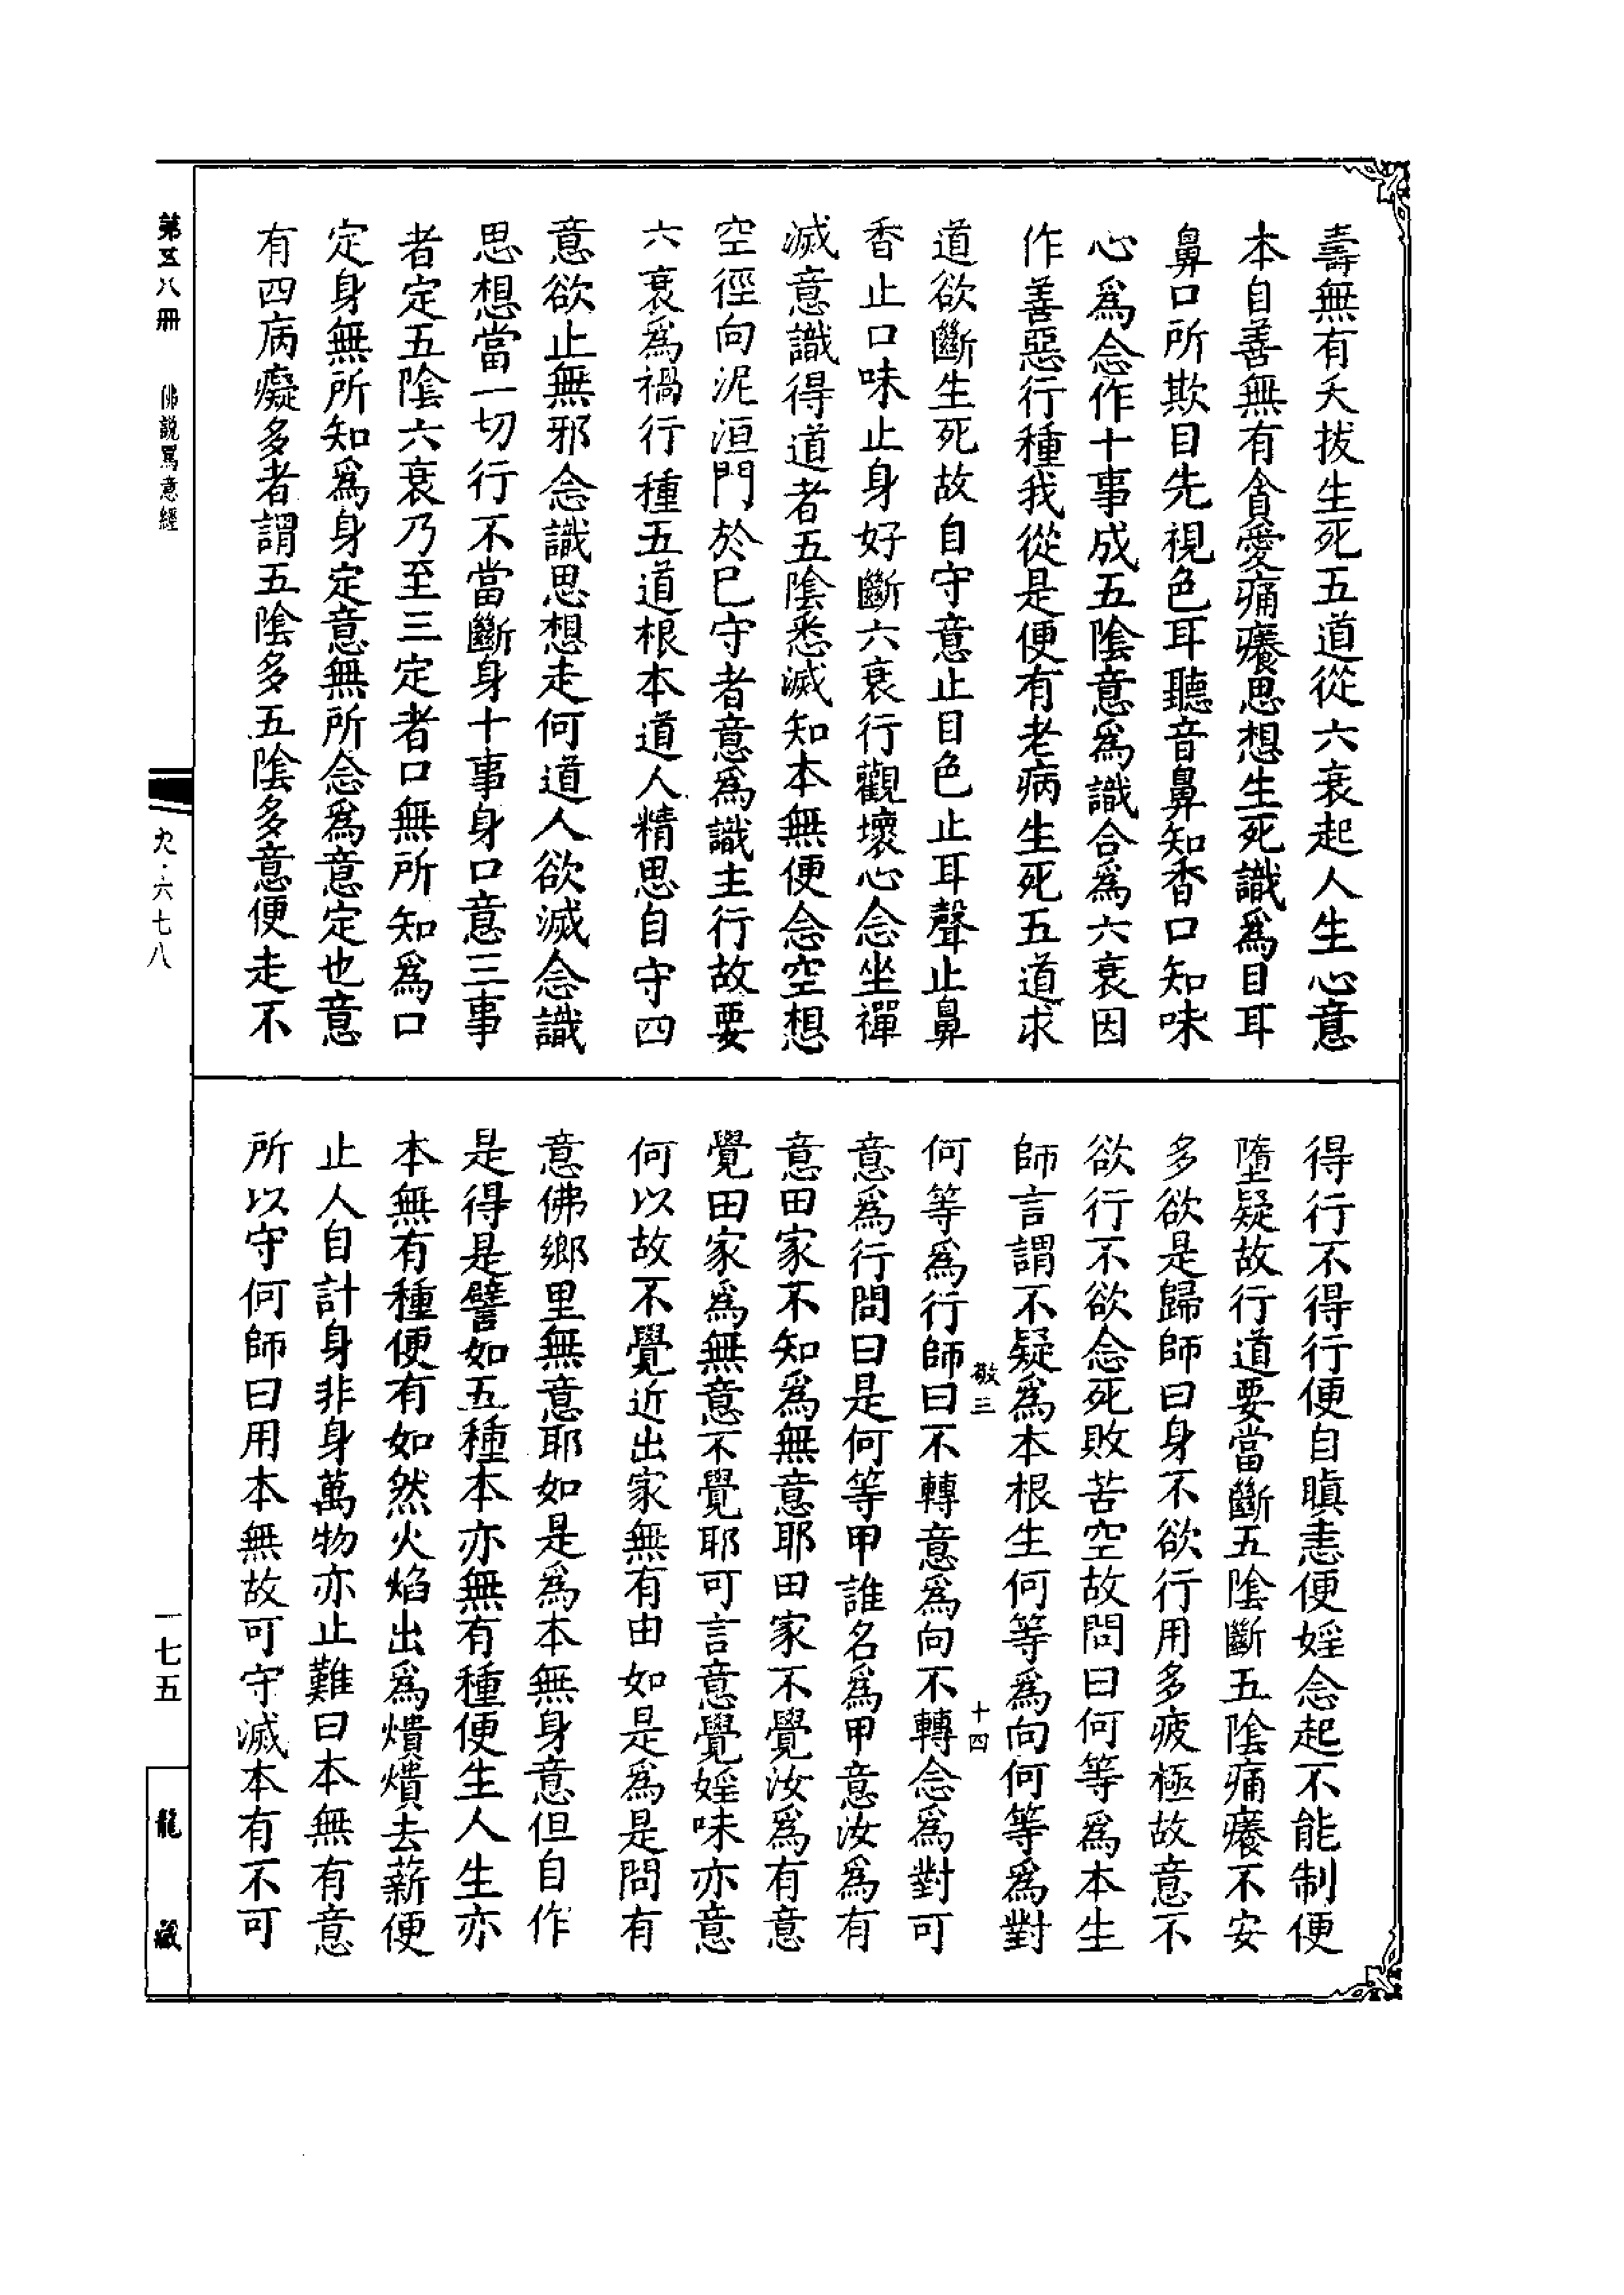 壽無有夭拔生死五道從六衰起人生心意
本自善無有貪愛痛癢思想生死識爲目耳
鼻口所欺目先視色耳聽音鼻知香口知味
心爲念作十事成五陰意爲識合爲六衰因
作善惡行種我從是便有老病生死五道求
道欲斷生死故自守意止目色止耳聲止鼻
香止口味止身好斷六衰行觀壞心念坐禪
滅意識得道者五陰悉滅知本無便念空想
空徑向泥洹門於已守者意爲識主行故要
六衰爲禍行種五道根本道人精思自守四
意欲止無邪念識思想走何道人欲滅念識
思想當一切行不當斷身十事身口意三事
者定五陰六衰乃至三定者口無所知爲口
定身無所知爲身定意無所念爲意定也意
有四病癡多者謂五陰多五陰多意便走不
得行不得行便自瞋恚便婬念起不能制便
墮疑故行道要當斷五陰斷五陰痛癢不安
多欲是歸師曰身不欲行用多疲極故意不
欲行不欲念死敗苦空故問曰何等爲本生
師言謂不疑爲本根生何等爲向何等爲對
敬三
十四
何等爲行師曰不轉意爲向不轉念爲對可
意爲行問曰是何等甲誰名爲甲意汝爲有
意田家不知爲無意耶田家不覺汝爲有意
覺田家爲無意不覺耶可言意覺婬味亦意
何以故不覺近出家無有由如是爲是問有
意佛鄉里無意耶如是爲本無身意但自作
是得是譬如五種本亦無有種便生人生亦
本無有種便有如然火焰出爲燌燌去薪便
止人自計身非身萬物亦止難曰本無有意
所以守何師曰用本無故可守滅本有不可
第五八冊
佛說罵意經
九·六七八
一七五
龍藏